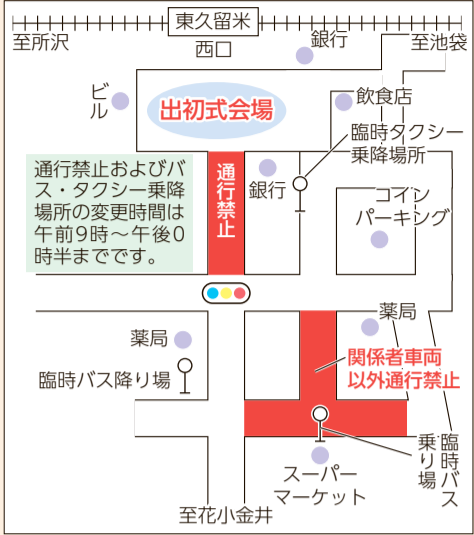 東久留米
至所沢
西口
銀行
至池袋
ビル
出初式会場
飲食店
臨時タクシー
乗降場所
通行禁止およびバ
ス・タクシー乗降
場所の変更時間は
午前9時～午後0
時半までです。
通行禁止
銀行
コイン
パーキング
薬局
薬局
関係者車両
以外通行禁止
臨時バス降り場
臨時バス
乗り場
スーパー
マーケット
至花小金井